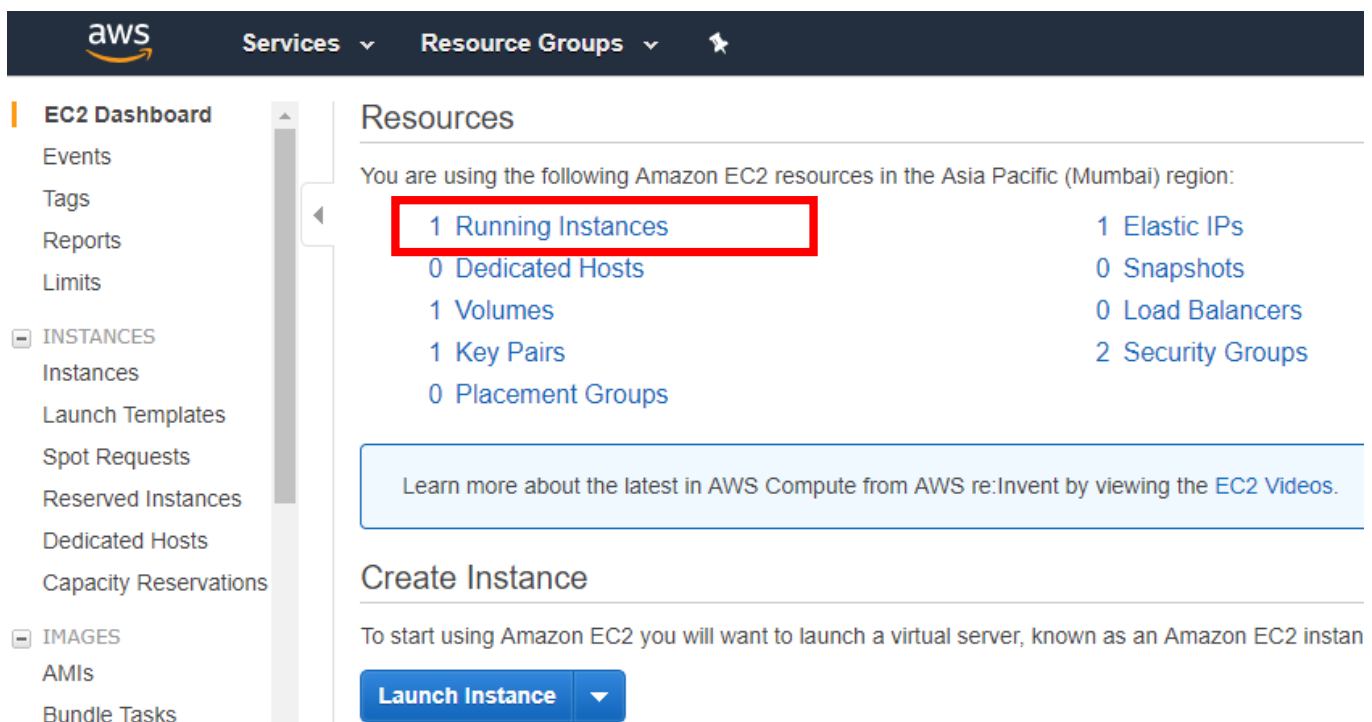 aws Services Resource Groups
EC2 Dashboard
Events
Tags
Reports
Limits
INSTANCES
Instances
Launch Templates
Spot Requests
Reserved Instances
Dedicated Hosts
Capacity Reservations
IMAGES
AMIs
Bundle Tasks
Resources
You are using the following Amazon EC2 resources in the Asia Pacific (Mumbai) region:
1 Running Instances
0 Dedicated Hosts
1 Volumes
1 Key Pairs
0 Placement Groups
1 Elastic IPs
0 Snapshots
0 Load Balancers
2 Security Groups
Learn more about the latest in AWS Compute from AWS re:Invent by viewing the EC2 Videos.
Create Instance
To start using Amazon EC2 you will want to launch a virtual server, known as an Amazon EC2 instan
Launch Instance